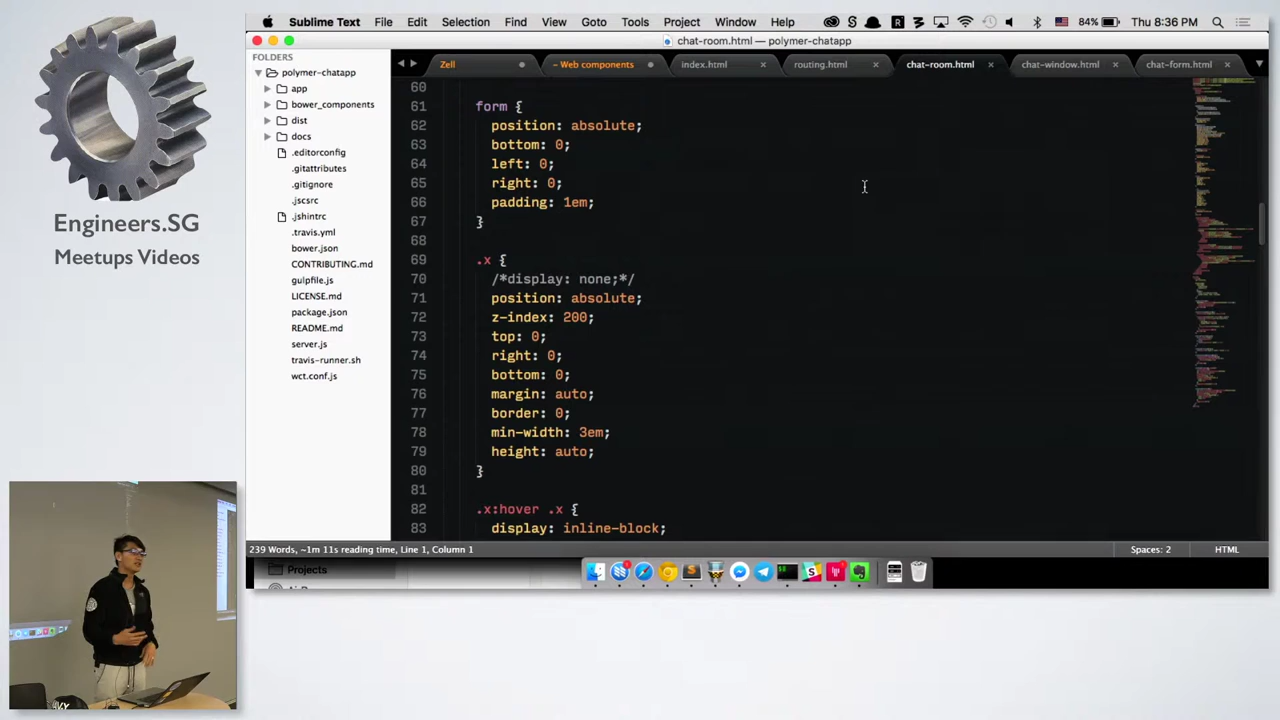 Sublime Text File Edit Selection Find View Goto Tools Project Window Help 84% Thu 8:36 PM
chat-room.html — polymer-chatapp
FOLDERS
polymer-chatapp
app
bower_components
dist
docs
.editorconfig
.gitattributes
.gitignore
.jscsrc
.jshintrc
.travis.yml
bower.json
CONTRIBUTING.md
gulpfile.js
LICENSE.md
package.json
README.md
server.js
travis-runner.sh
wct.conf.js
Zell
~ Web components
index.html
routing.html
chat-room.html
chat-window.html
chat-form.html
60
61 form {
62 position: absolute;
63 bottom: 0;
64 left: 0;
65 right: 0;
66 padding: 1em;
67 }
68
69 .x {
70 /*display: none;*/
71 position: absolute;
72 z-index: 200;
73 top: 0;
74 right: 0;
75 bottom: 0;
76 margin: auto;
77 border: 0;
78 min-width: 3em;
79 height: auto;
80 }
81
82 .x:hover .x {
83 display: inline-block;
239 Words, ~1m 11s reading time, Line 1, Column 1
Spaces: 2
HTML
Projects
Engineers.SG
Meetups Videos